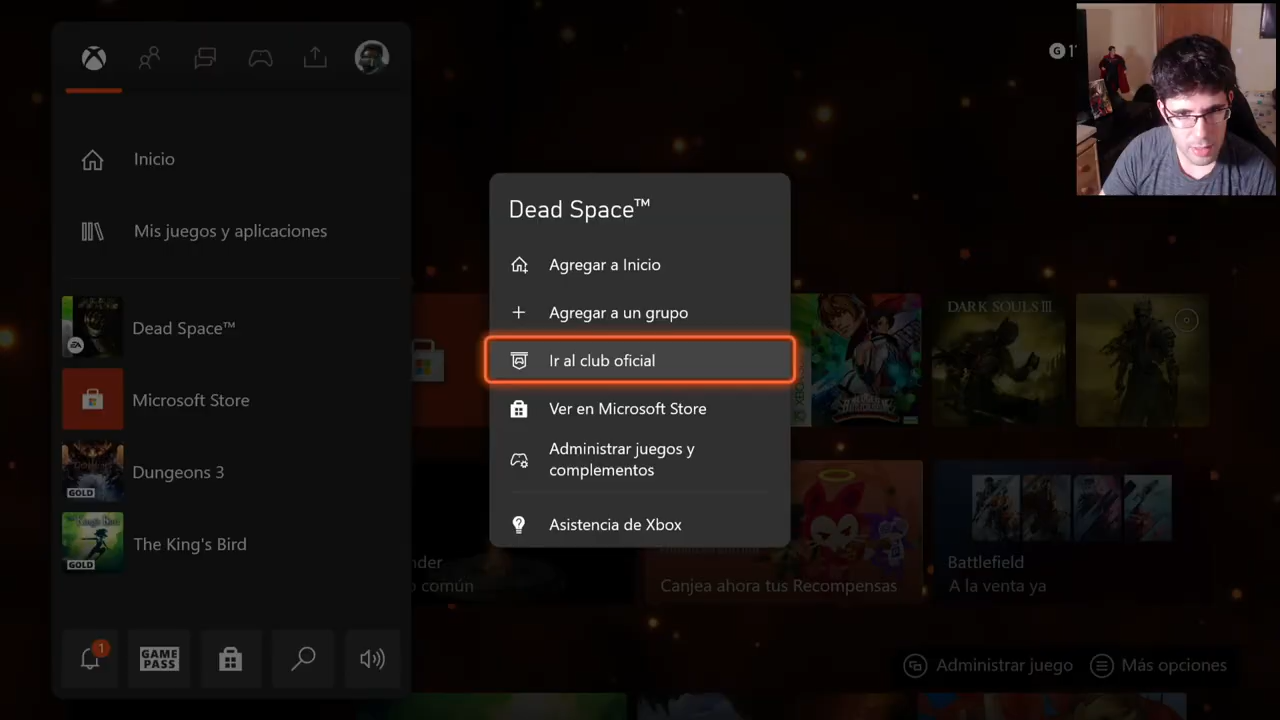 Inicio
Mis juegos y aplicaciones
Dead Space™
Microsoft Store
Dungeons 3
GOLD
The King's Bird
GOLD
1
GAME
PASS
Dead Space™
Agregar a Inicio
Agregar a un grupo
Ir al club oficial
Ver en Microsoft Store
Administrar juegos y
complementos
Asistencia de Xbox
G
DARK SOULS III
común
Canjea ahora tus Recompensas
Battlefield
A la venta ya
Administrar juego
Más opciones